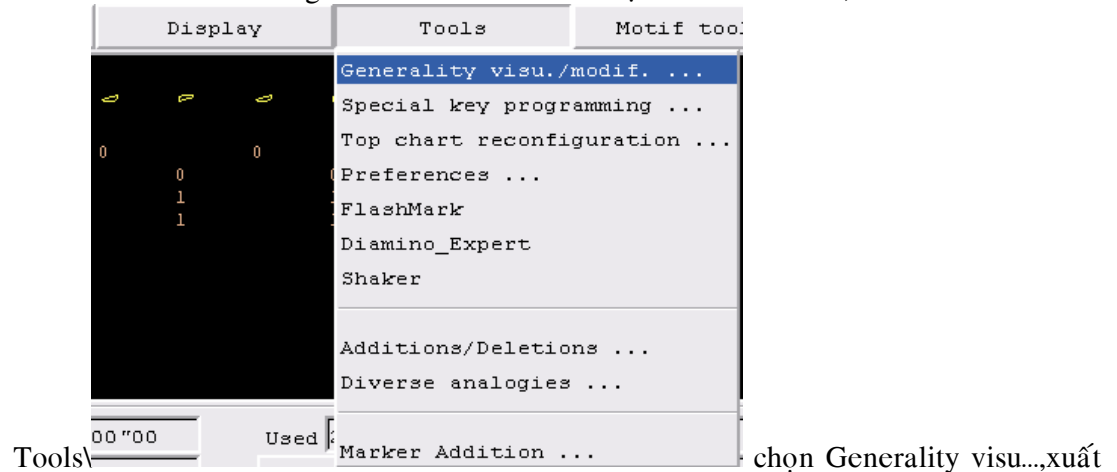 Display Tools Motif too
Generality visu./modif. ...
Special key programming ...
0 0 Top chart reconfiguration ...
0 Preferences ...
1
1 FlashMark
Diamino_Expert
Shaker
Additions/Deletions ...
Diverse analogies ...
00"00 Used
Marker Addition ...
Tools\ chọn Generality visu...,xuất